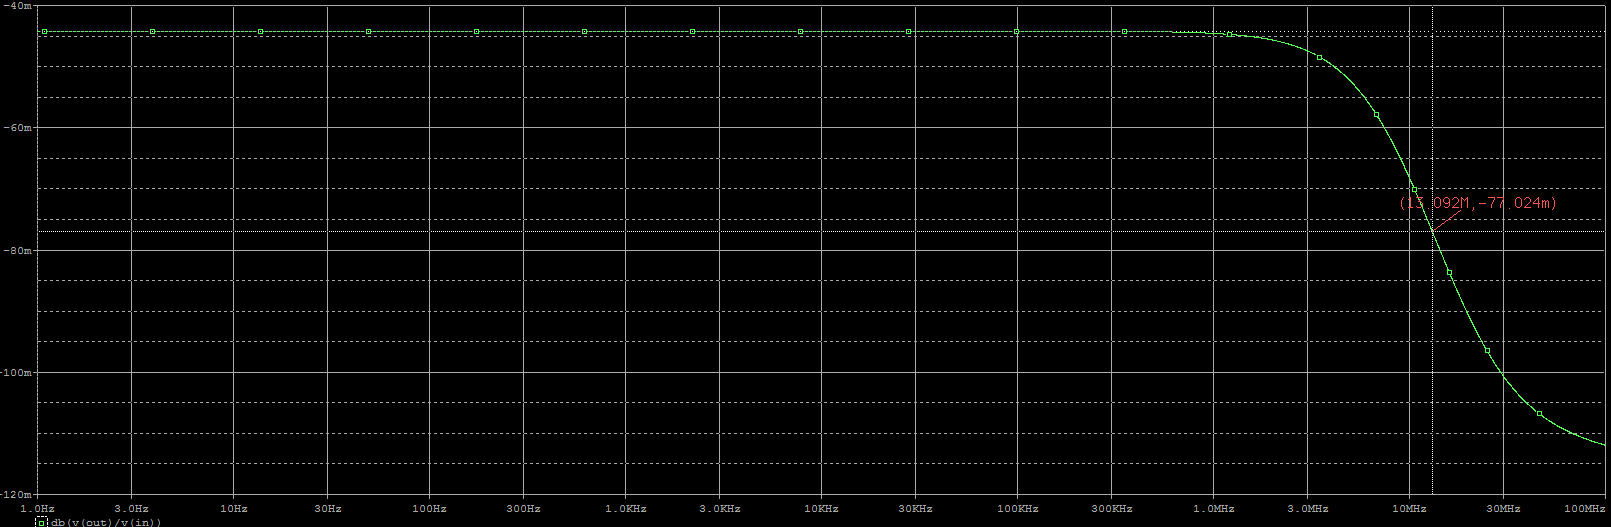 -40m
-60m
(13.092M,-77.024m)
-80m
-100m
-120m
1.0Hz 3.0Hz 10Hz 30Hz 100Hz 300Hz 1.0KHz 3.0KHz 10KHz 30KHz 100KHz 300KHz 1.0MHz 3.0MHz 10MHz 30MHz 100MHz
db(v(out)/v(in))